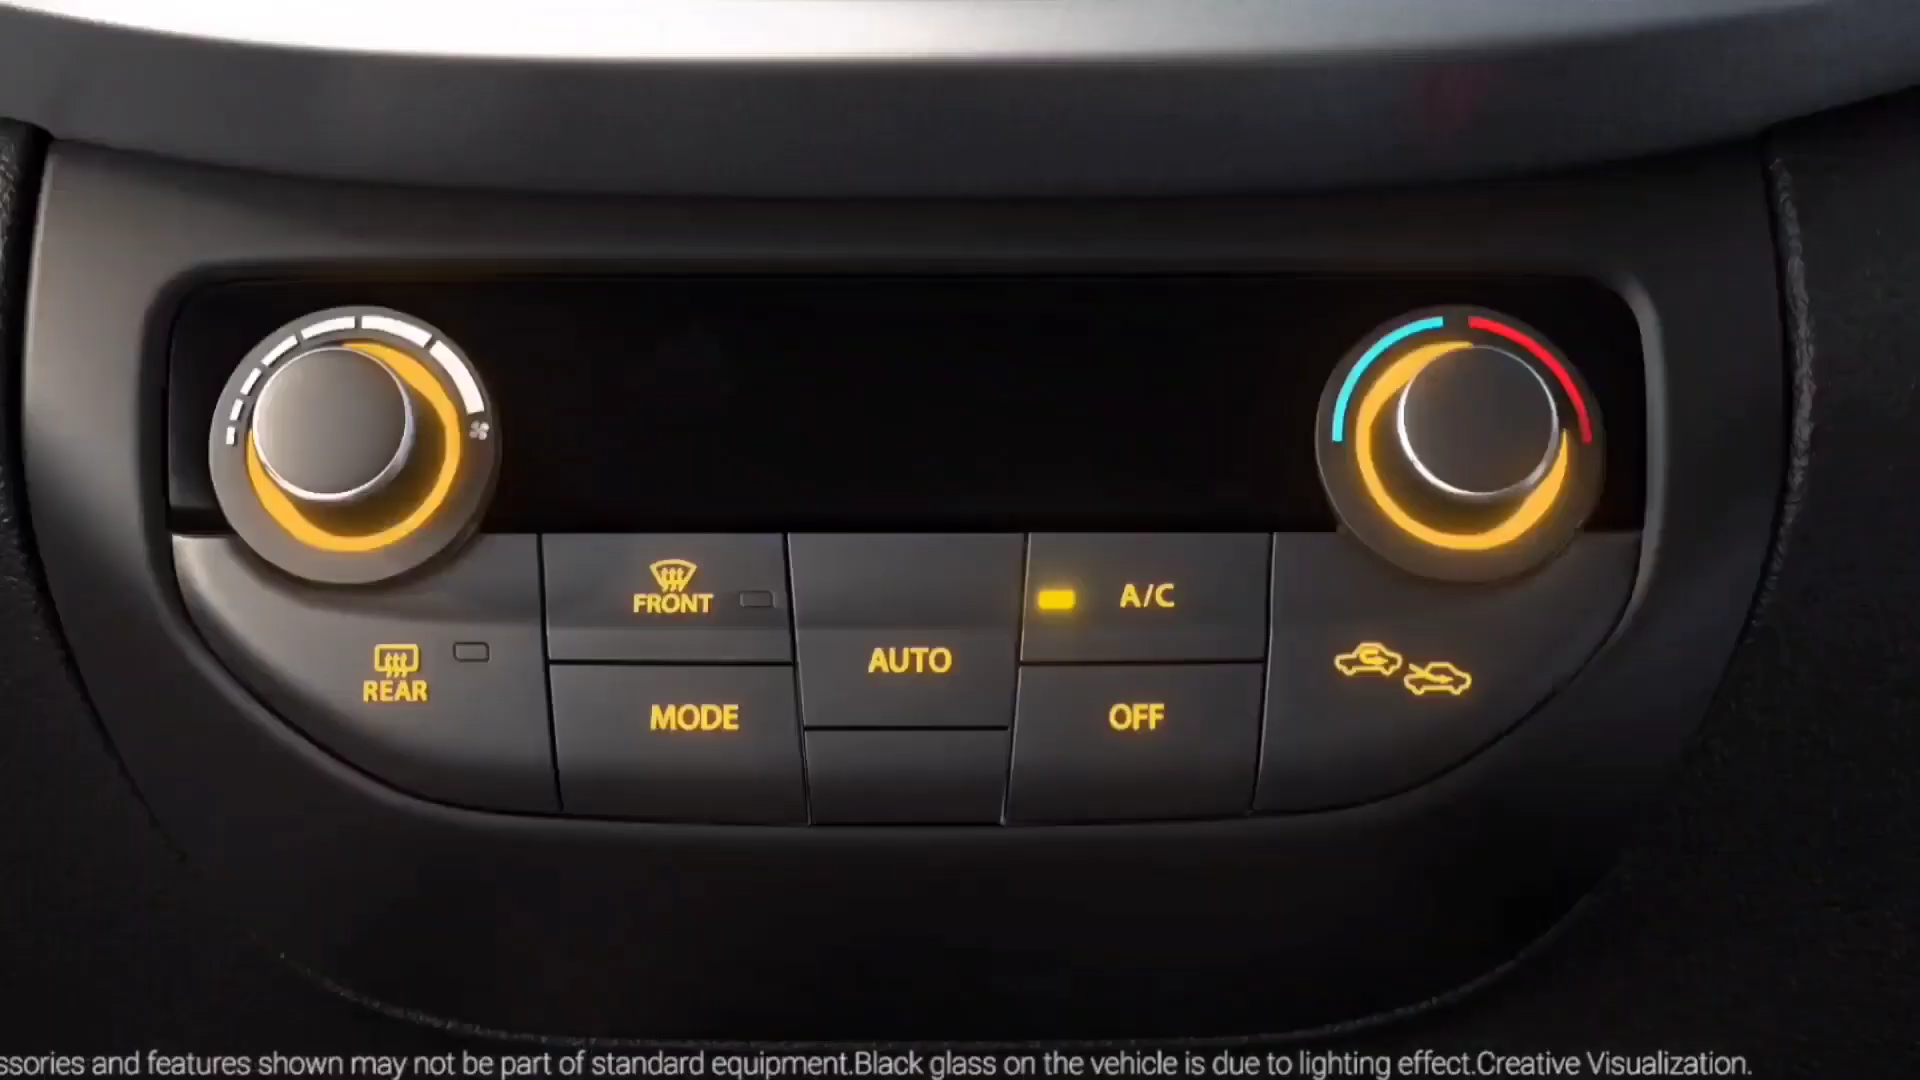 FRONT
A/C
AUTO
REAR
MODE
OFF
ssories and features shown may not be part of standard equipment.Black glass on the vehicle is due to lighting effect.Creative Visualization.